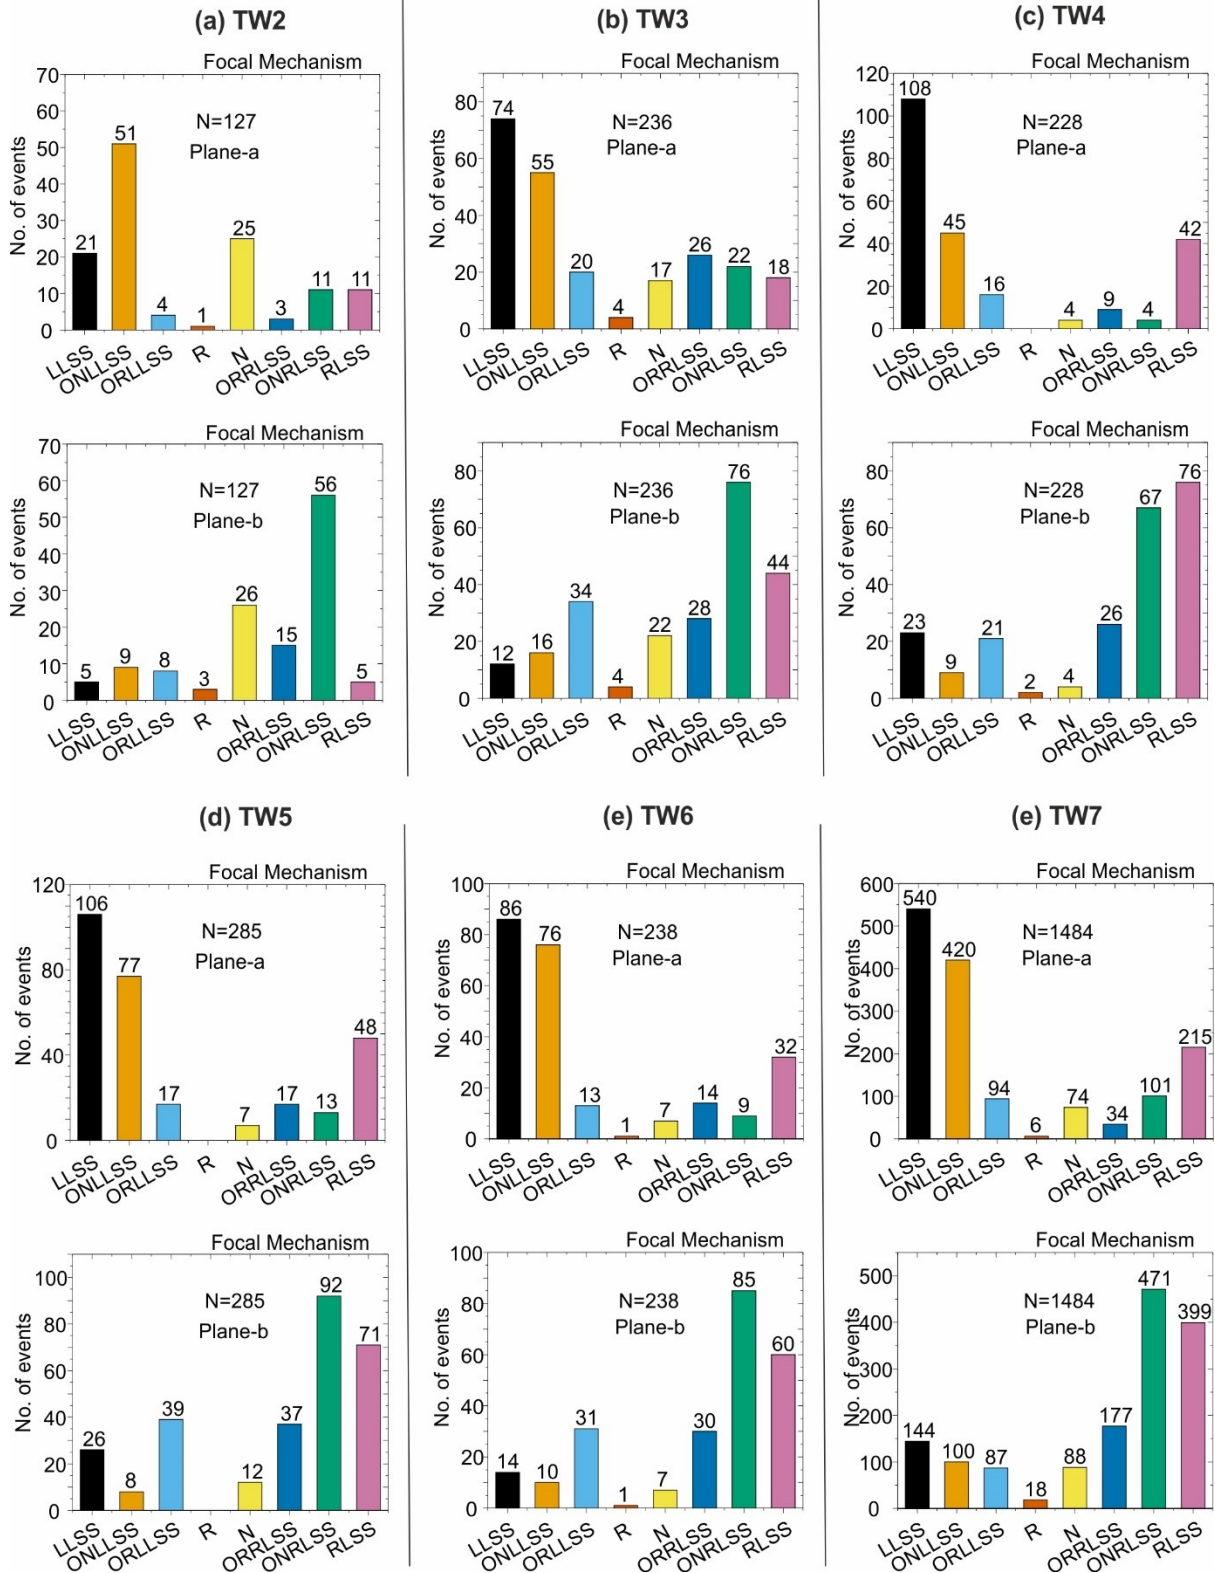 (a) TW2
Focal Mechanism
No. of events
70
60
50
40
30
20
10
0
N=127
Plane-a
21
51
4
1
25
3
11
11
LLSS
ONLLSS
ORLLSS
R
N
ORRLSS
ONRLSS
RLSS
Focal Mechanism
No. of events
70
60
50
40
30
20
10
0
N=127
Plane-b
5
9
8
3
26
15
56
5
LLSS
ONLLSS
ORLLSS
R
N
ORRLSS
ONRLSS
RLSS
(b) TW3
Focal Mechanism
No. of events
80
60
40
20
0
N=236
Plane-a
74
55
20
4
17
26
22
18
LLSS
ONLLSS
ORLLSS
R
N
ORRLSS
ONRLSS
RLSS
Focal Mechanism
No. of events
80
60
40
20
0
N=236
Plane-b
12
16
34
4
22
28
76
44
LLSS
ONLLSS
ORLLSS
R
N
ORRLSS
ONRLSS
RLSS
(c) TW4
Focal Mechanism
No. of events
120
100
80
60
40
20
0
N=228
Plane-a
108
45
16
4
9
4
42
LLSS
ONLLSS
ORLLSS
R
N
ORRLSS
ONRLSS
RLSS
Focal Mechanism
No. of events
80
60
40
20
0
N=228
Plane-b
23
9
21
2
4
26
67
76
LLSS
ONLLSS
ORLLSS
R
N
ORRLSS
ONRLSS
RLSS
(d) TW5
Focal Mechanism
No. of events
120
80
40
0
N=285
Plane-a
106
77
17
7
17
13
48
LLSS
ONLLSS
ORLLSS
R
N
ORRLSS
ONRLSS
RLSS
Focal Mechanism
No. of events
100
80
60
40
20
0
N=285
Plane-b
26
8
39
12
37
92
71
LLSS
ONLLSS
ORLLSS
R
N
ORRLSS
ONRLSS
RLSS
(e) TW6
Focal Mechanism
No. of events
100
80
60
40
20
0
N=238
Plane-a
86
76
13
1
7
14
9
32
LLSS
ONLLSS
ORLLSS
R
N
ORRLSS
ONRLSS
RLSS
Focal Mechanism
No. of events
100
80
60
40
20
0
N=238
Plane-b
14
10
31
1
7
30
85
60
LLSS
ONLLSS
ORLLSS
R
N
ORRLSS
ONRLSS
RLSS
(e) TW7
Focal Mechanism
No. of events
600
500
400
300
200
100
0
N=1484
Plane-a
540
420
94
6
74
34
101
215
LLSS
ONLLSS
ORLLSS
R
N
ORRLSS
ONRLSS
RLSS
Focal Mechanism
No. of events
500
400
300
200
100
0
N=1484
Plane-b
144
100
87
18
88
177
471
399
LLSS
ONLLSS
ORLLSS
R
N
ORRLSS
ONRLSS
RLSS